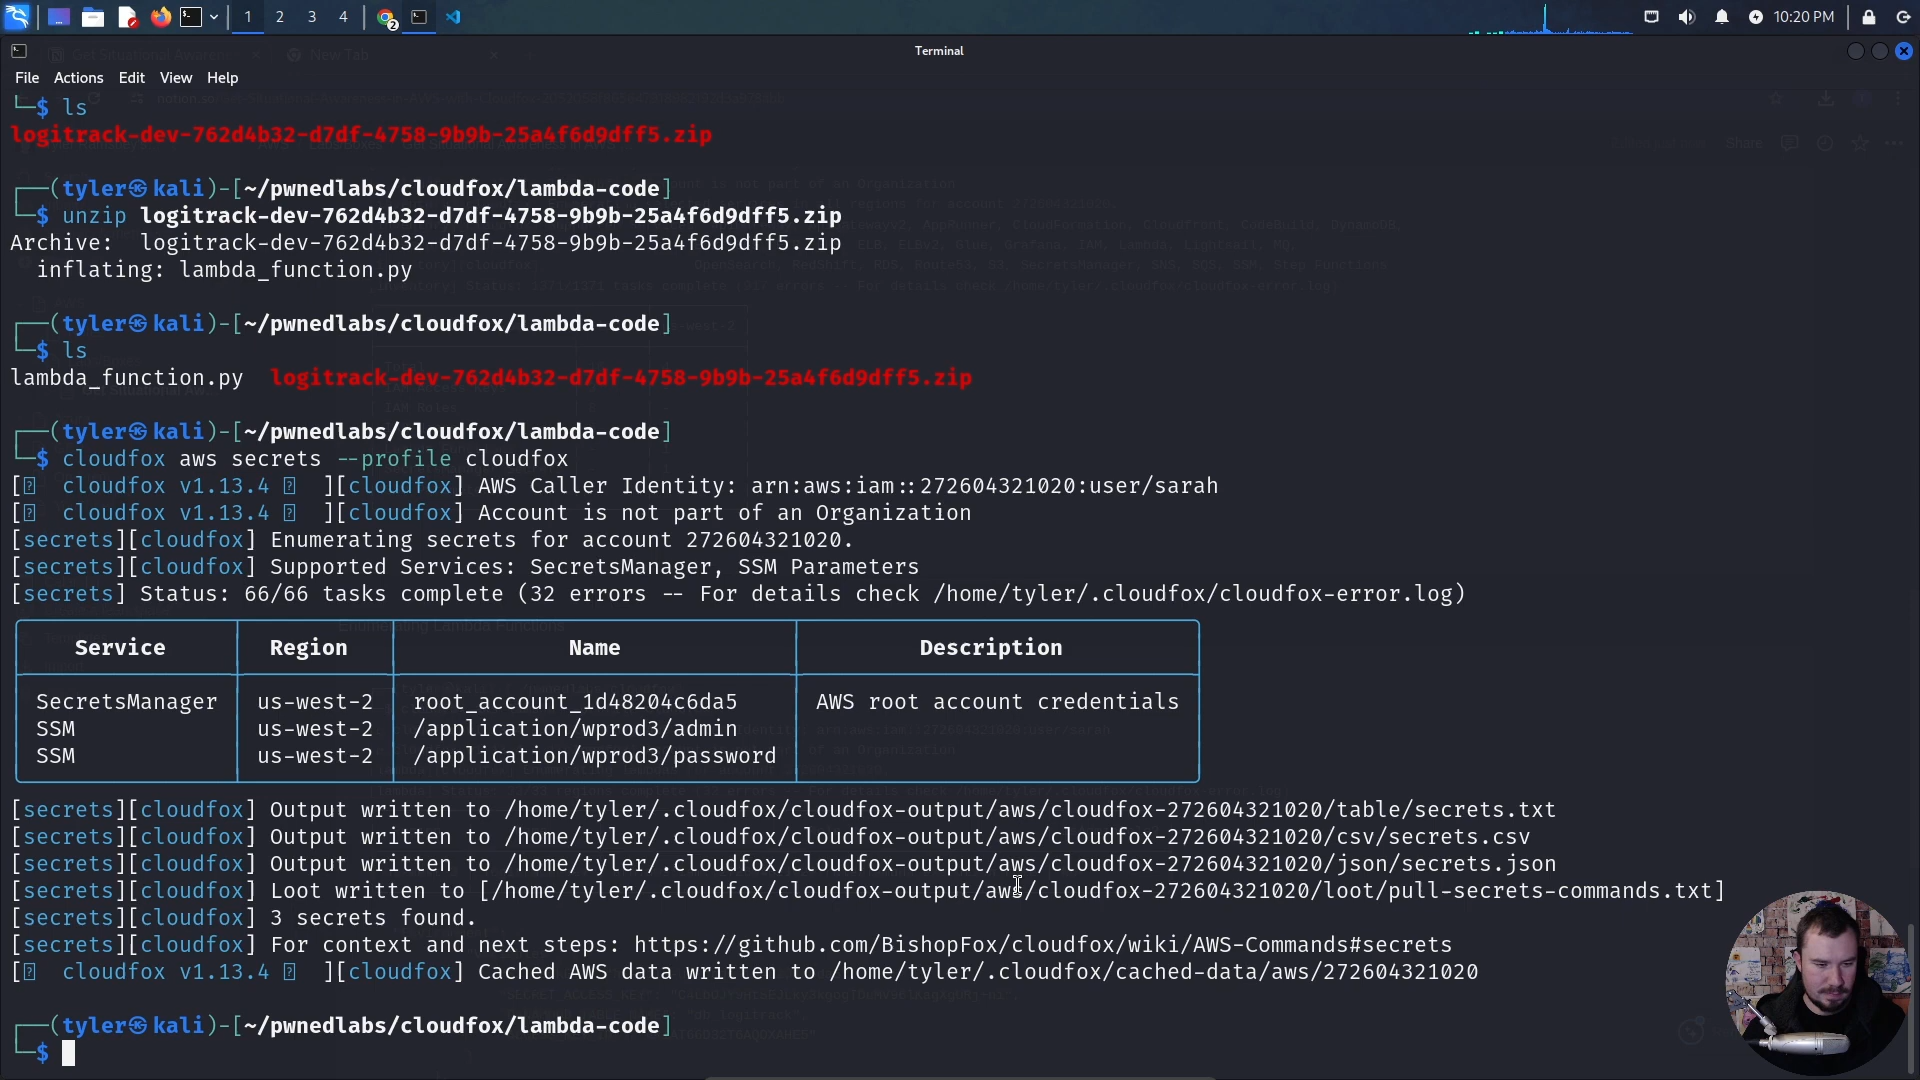 1 2 3 4 2 10:20 PM
Terminal
File Actions Edit View Help
└─$ ls
logitrack-dev-762d4b32-d7df-4758-9b9b-25a4f6d9dff5.zip
┌──(tyler㉿kali)-[~/pwnedlabs/cloudfox/lambda-code]
└─$ unzip logitrack-dev-762d4b32-d7df-4758-9b9b-25a4f6d9dff5.zip
Archive:  logitrack-dev-762d4b32-d7df-4758-9b9b-25a4f6d9dff5.zip
  inflating: lambda_function.py
┌──(tyler㉿kali)-[~/pwnedlabs/cloudfox/lambda-code]
└─$ ls
lambda_function.py  logitrack-dev-762d4b32-d7df-4758-9b9b-25a4f6d9dff5.zip
┌──(tyler㉿kali)-[~/pwnedlabs/cloudfox/lambda-code]
└─$ cloudfox aws secrets --profile cloudfox
[ cloudfox v1.13.4 ][cloudfox] AWS Caller Identity: arn:aws:iam::272604321020:user/sarah
[ cloudfox v1.13.4 ][cloudfox] Account is not part of an Organization
[secrets][cloudfox] Enumerating secrets for account 272604321020.
[secrets][cloudfox] Supported Services: SecretsManager, SSM Parameters
[secrets] Status: 66/66 tasks complete (32 errors -- For details check /home/tyler/.cloudfox/cloudfox-error.log)
Service Region Name Description
SecretsManager us-west-2 root_account_1d48204c6da5 AWS root account credentials
SSM us-west-2 /application/wprod3/admin
SSM us-west-2 /application/wprod3/password
[secrets][cloudfox] Output written to /home/tyler/.cloudfox/cloudfox-output/aws/cloudfox-272604321020/table/secrets.txt
[secrets][cloudfox] Output written to /home/tyler/.cloudfox/cloudfox-output/aws/cloudfox-272604321020/csv/secrets.csv
[secrets][cloudfox] Output written to /home/tyler/.cloudfox/cloudfox-output/aws/cloudfox-272604321020/json/secrets.json
[secrets][cloudfox] Loot written to [/home/tyler/.cloudfox/cloudfox-output/aws/cloudfox-272604321020/loot/pull-secrets-commands.txt]
[secrets][cloudfox] 3 secrets found.
[secrets][cloudfox] For context and next steps: https://github.com/BishopFox/cloudfox/wiki/AWS-Commands#secrets
[ cloudfox v1.13.4 ][cloudfox] Cached AWS data written to /home/tyler/.cloudfox/cached-data/aws/272604321020
┌──(tyler㉿kali)-[~/pwnedlabs/cloudfox/lambda-code]
└─$